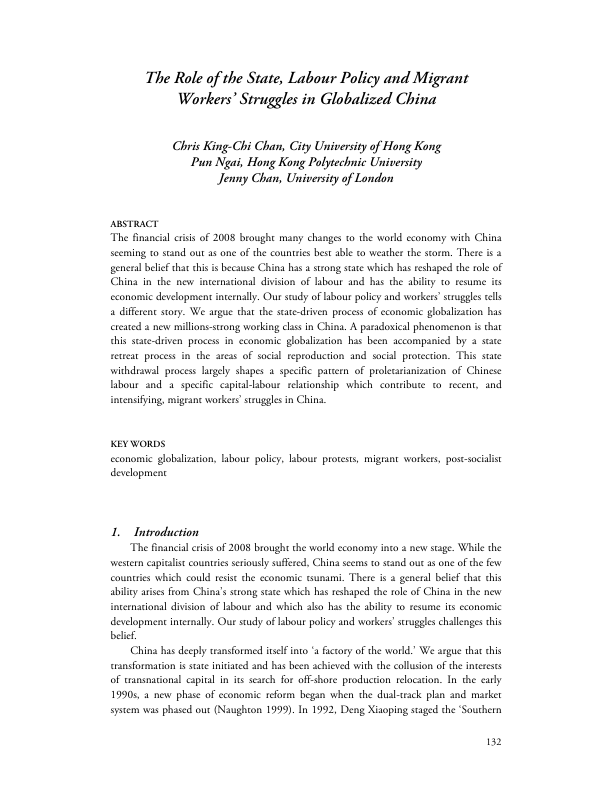 The Role of the State, Labour Policy and Migrant
Workers’ Struggles in Globalized China
Chris King-Chi Chan, City University of Hong Kong
Pun Ngai, Hong Kong Polytechnic University
Jenny Chan, University of London
ABSTRACT
The financial crisis of 2008 brought many changes to the world economy with China
seeming to stand out as one of the countries best able to weather the storm. There is a
general belief that this is because China has a strong state which has reshaped the role of
China in the new international division of labour and has the ability to resume its
economic development internally. Our study of labour policy and workers’ struggles tells
a different story. We argue that the state-driven process of economic globalization has
created a new millions-strong working class in China. A paradoxical phenomenon is that
this state-driven process in economic globalization has been accompanied by a state
retreat process in the areas of social reproduction and social protection. This state
withdrawal process largely shapes a specific pattern of proletarianization of Chinese
labour and a specific capital-labour relationship which contribute to recent, and
intensifying, migrant workers’ struggles in China.
KEY WORDS
economic globalization, labour policy, labour protests, migrant workers, post-socialist
development
1. Introduction
The financial crisis of 2008 brought the world economy into a new stage. While the
western capitalist countries seriously suffered, China seems to stand out as one of the few
countries which could resist the economic tsunami. There is a general belief that this
ability arises from China’s strong state which has reshaped the role of China in the new
international division of labour and which also has the ability to resume its economic
development internally. Our study of labour policy and workers’ struggles challenges this
belief.
China has deeply transformed itself into ‘a factory of the world.’ We argue that this
transformation is state initiated and has been achieved with the collusion of the interests
of transnational capital in its search for off-shore production relocation. In the early
1990s, a new phase of economic reform began when the dual-track plan and market
system was phased out (Naughton 1999). In 1992, Deng Xiaoping staged the ‘Southern
132